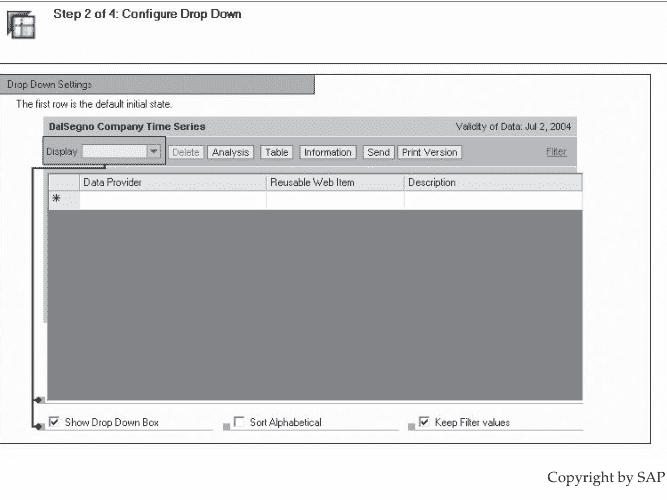 Step 2 of 4: Configure Drop Down
Drop Down Settings
The first row is the default initial state.
DalSegno Company Time Series Validity of Data: Jul 2, 2004
Display Delete Analysis Table Information Send Print Version Filter
Data Provider Reusable Web Item Description
*
Show Drop Down Box Sort Alphabetical Keep Filter values
Copyright by SAP